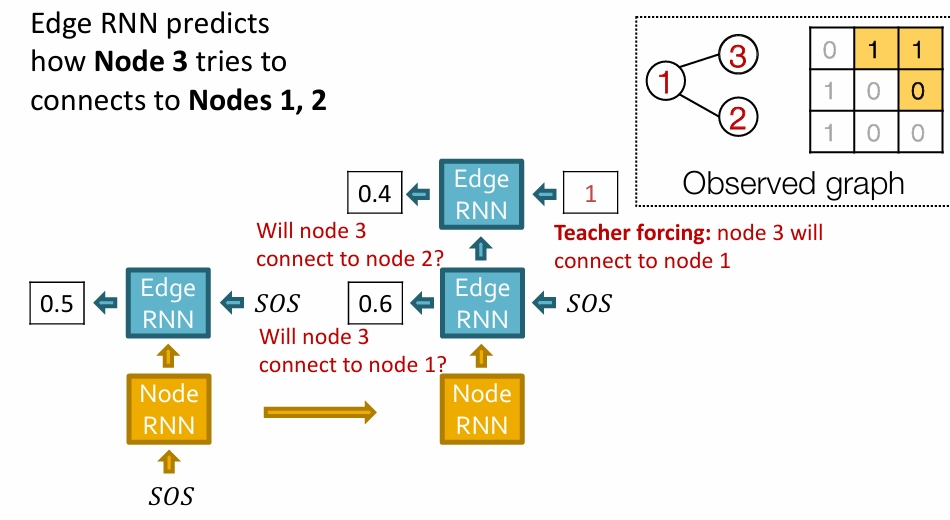 Edge RNN predicts
how Node 3 tries to
connects to Nodes 1, 2
1
3
2
0 1 1
1 0 0
1 0 0
Observed graph
0.4
Edge
RNN
1
Will node 3
connect to node 2?
Teacher forcing: node 3 will
connect to node 1
0.5
Edge
RNN
SOS
0.6
Edge
RNN
SOS
Will node 3
connect to node 1?
Node
RNN
Node
RNN
SOS